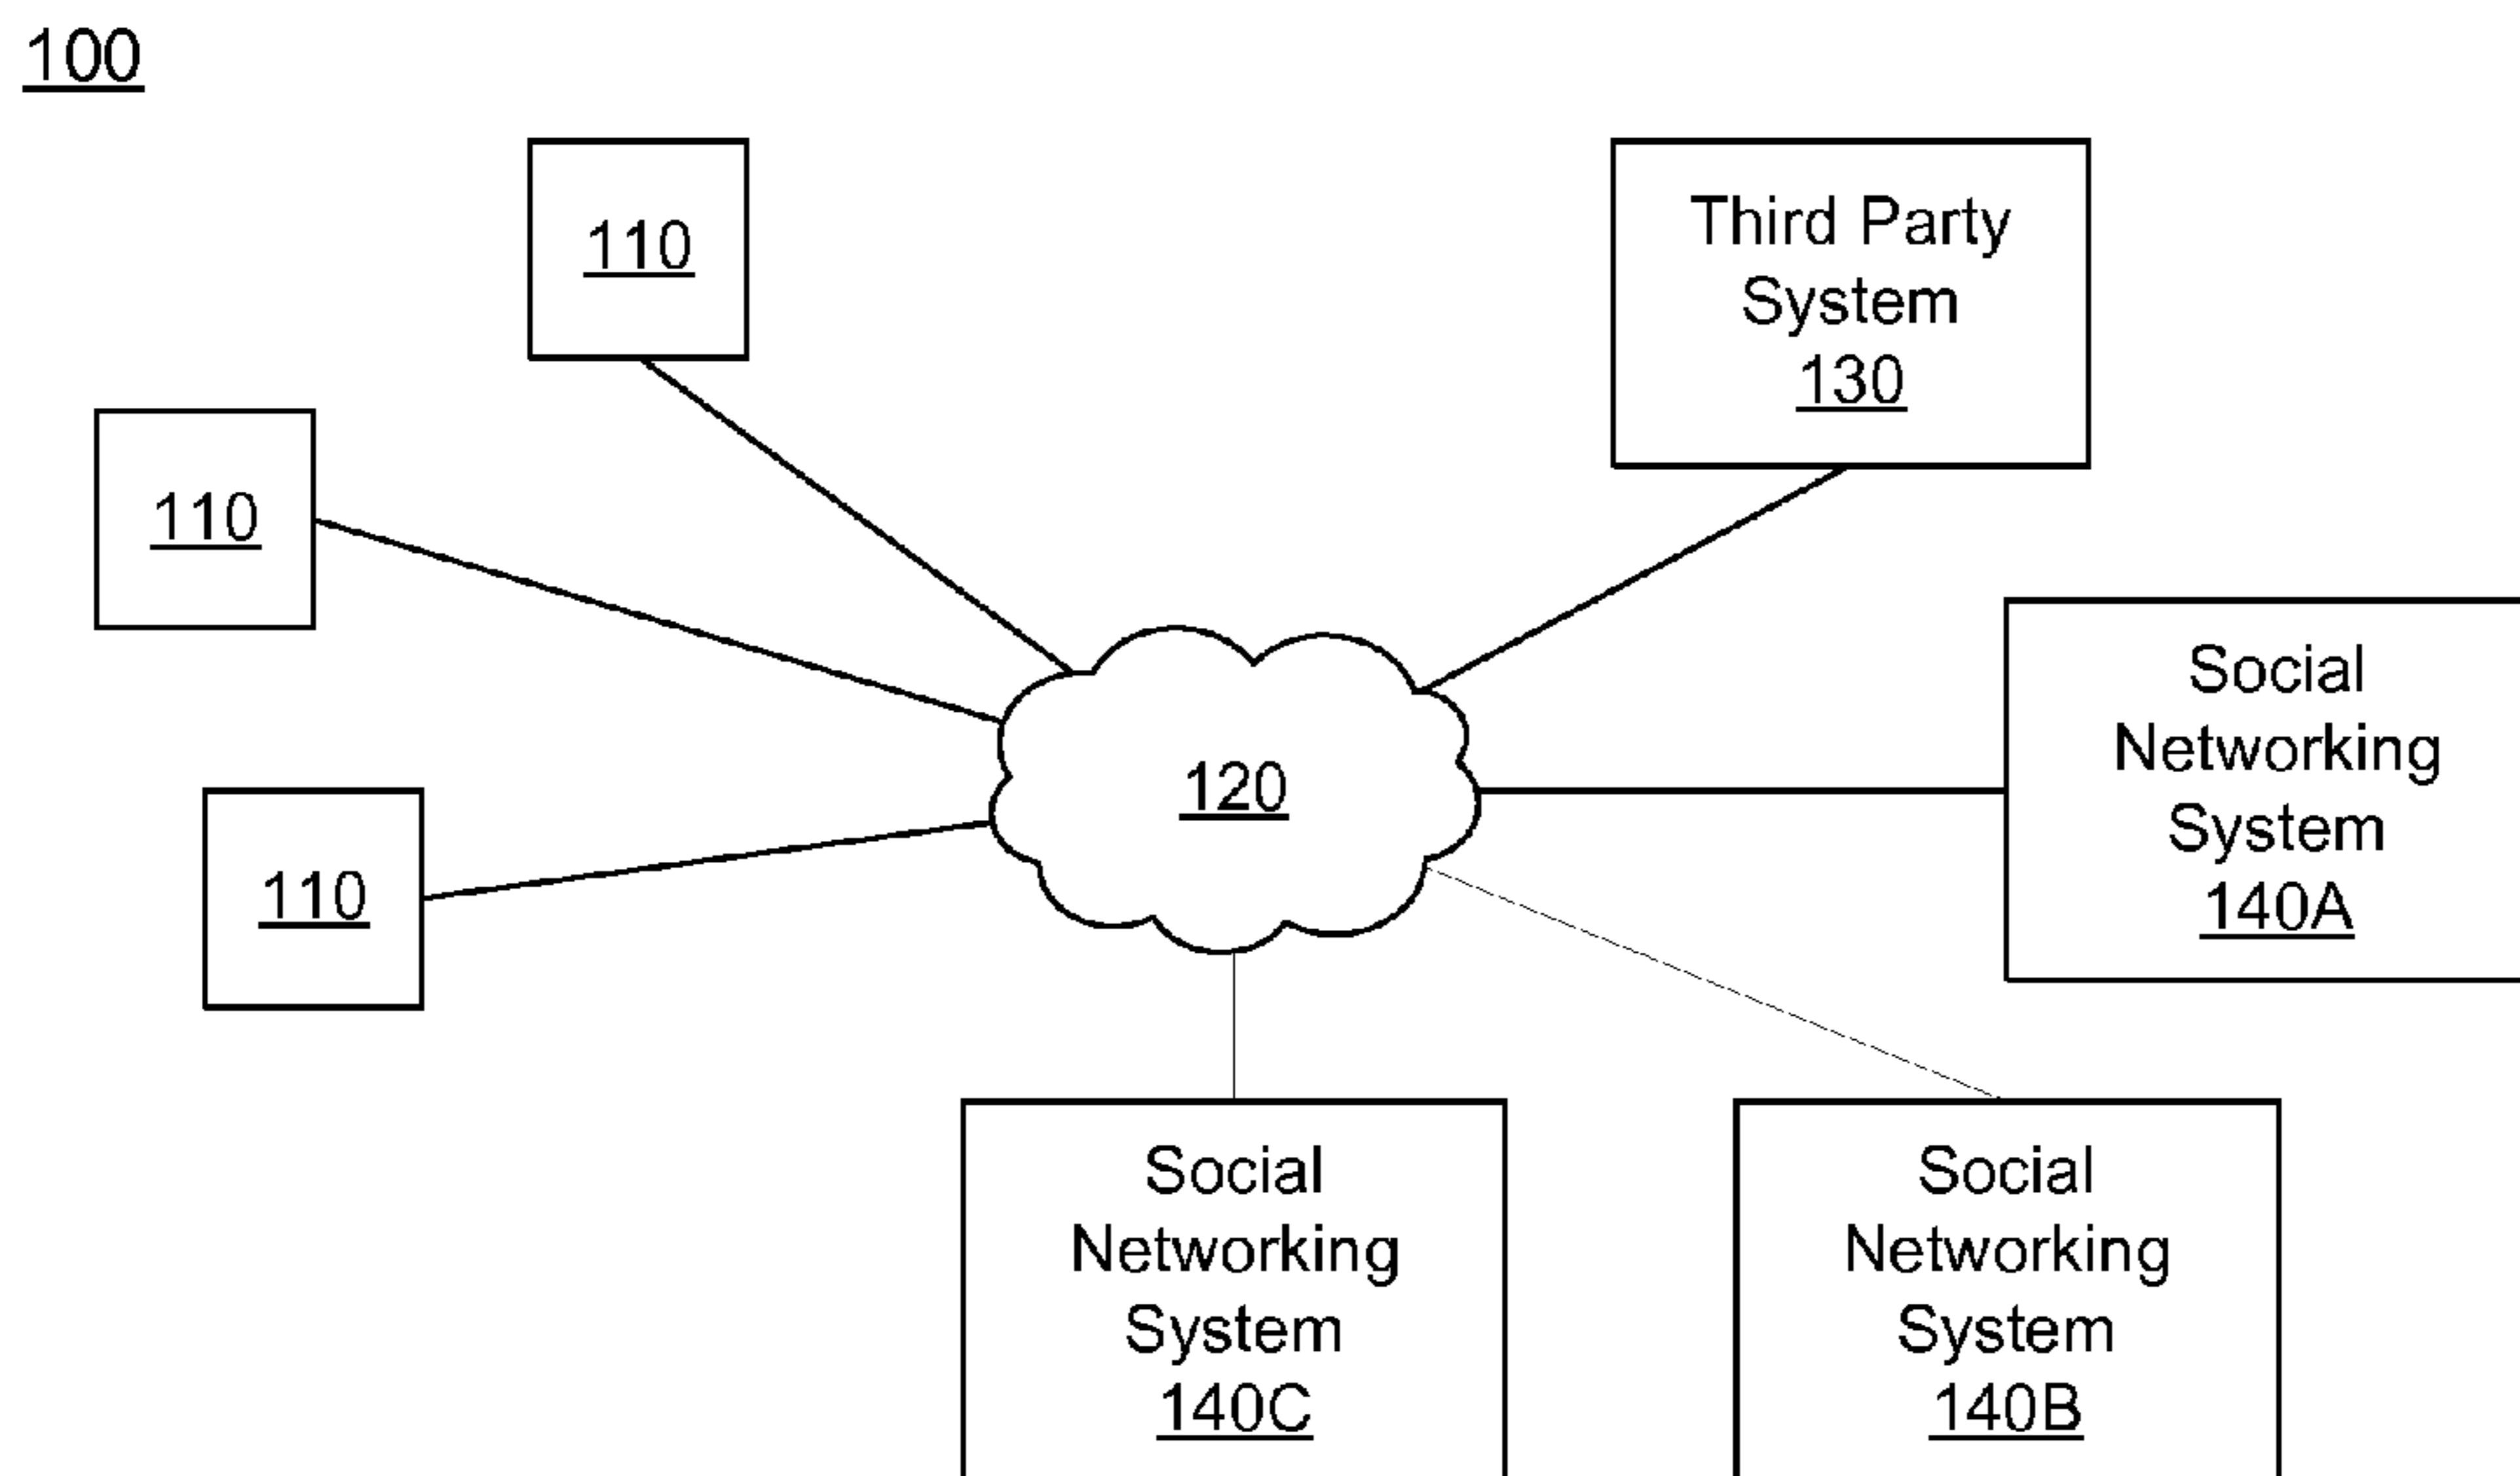 100
110
Third Party
System
130
110
Social
Networking
System
140A
120
110
Social
Networking
System
140C
Social
Networking
System
140B